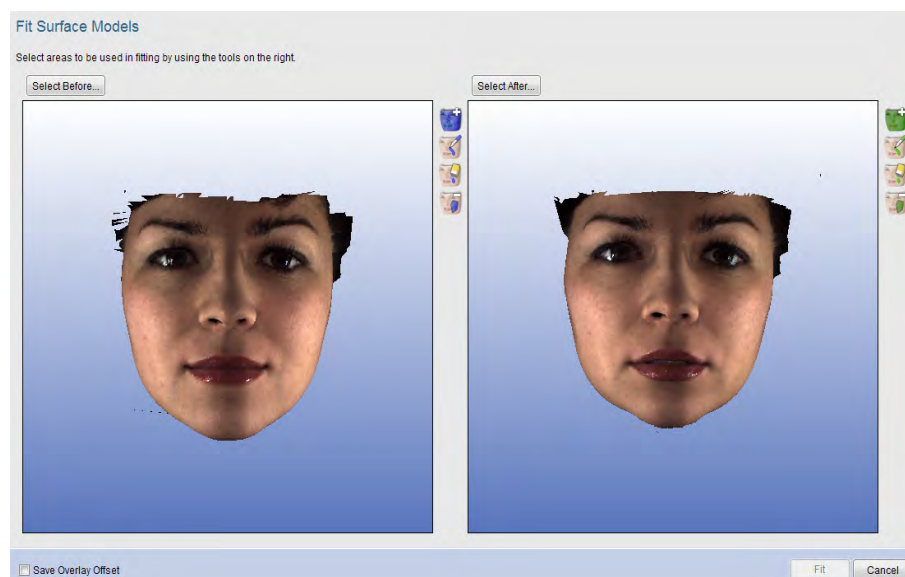 Fit Surface Models
Select areas to be used in fitting by using the tools on the right.
Select Before...
Select After...
Save Overlay Offset
Fit
Cancel